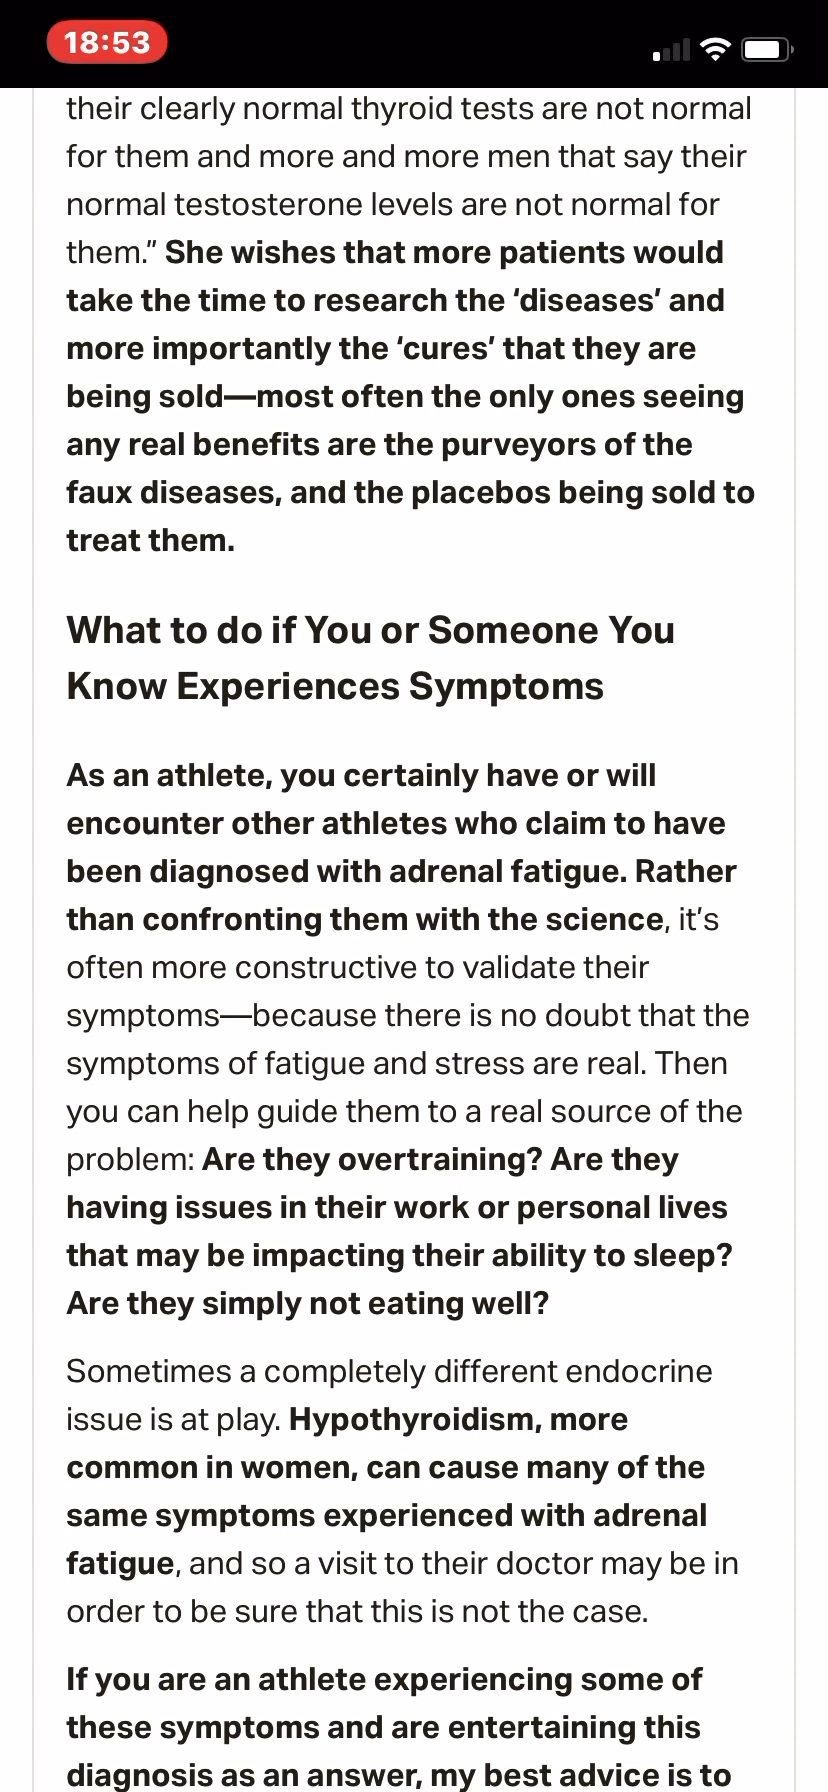 18:53
their clearly normal thyroid tests are not normal
for them and more and more men that say their
normal testosterone levels are not normal for
them.” She wishes that more patients would
take the time to research the ‘diseases’ and
more importantly the ‘cures’ that they are
being sold—most often the only ones seeing
any real benefits are the purveyors of the
faux diseases, and the placebos being sold to
treat them.
What to do if You or Someone You
Know Experiences Symptoms
As an athlete, you certainly have or will
encounter other athletes who claim to have
been diagnosed with adrenal fatigue. Rather
than confronting them with the science, it’s
often more constructive to validate their
symptoms—because there is no doubt that the
symptoms of fatigue and stress are real. Then
you can help guide them to a real source of the
problem: Are they overtraining? Are they
having issues in their work or personal lives
that may be impacting their ability to sleep?
Are they simply not eating well?
Sometimes a completely different endocrine
issue is at play. Hypothyroidism, more
common in women, can cause many of the
same symptoms experienced with adrenal
fatigue, and so a visit to their doctor may be in
order to be sure that this is not the case.
If you are an athlete experiencing some of
these symptoms and are entertaining this
diagnosis as an answer, my best advice is to